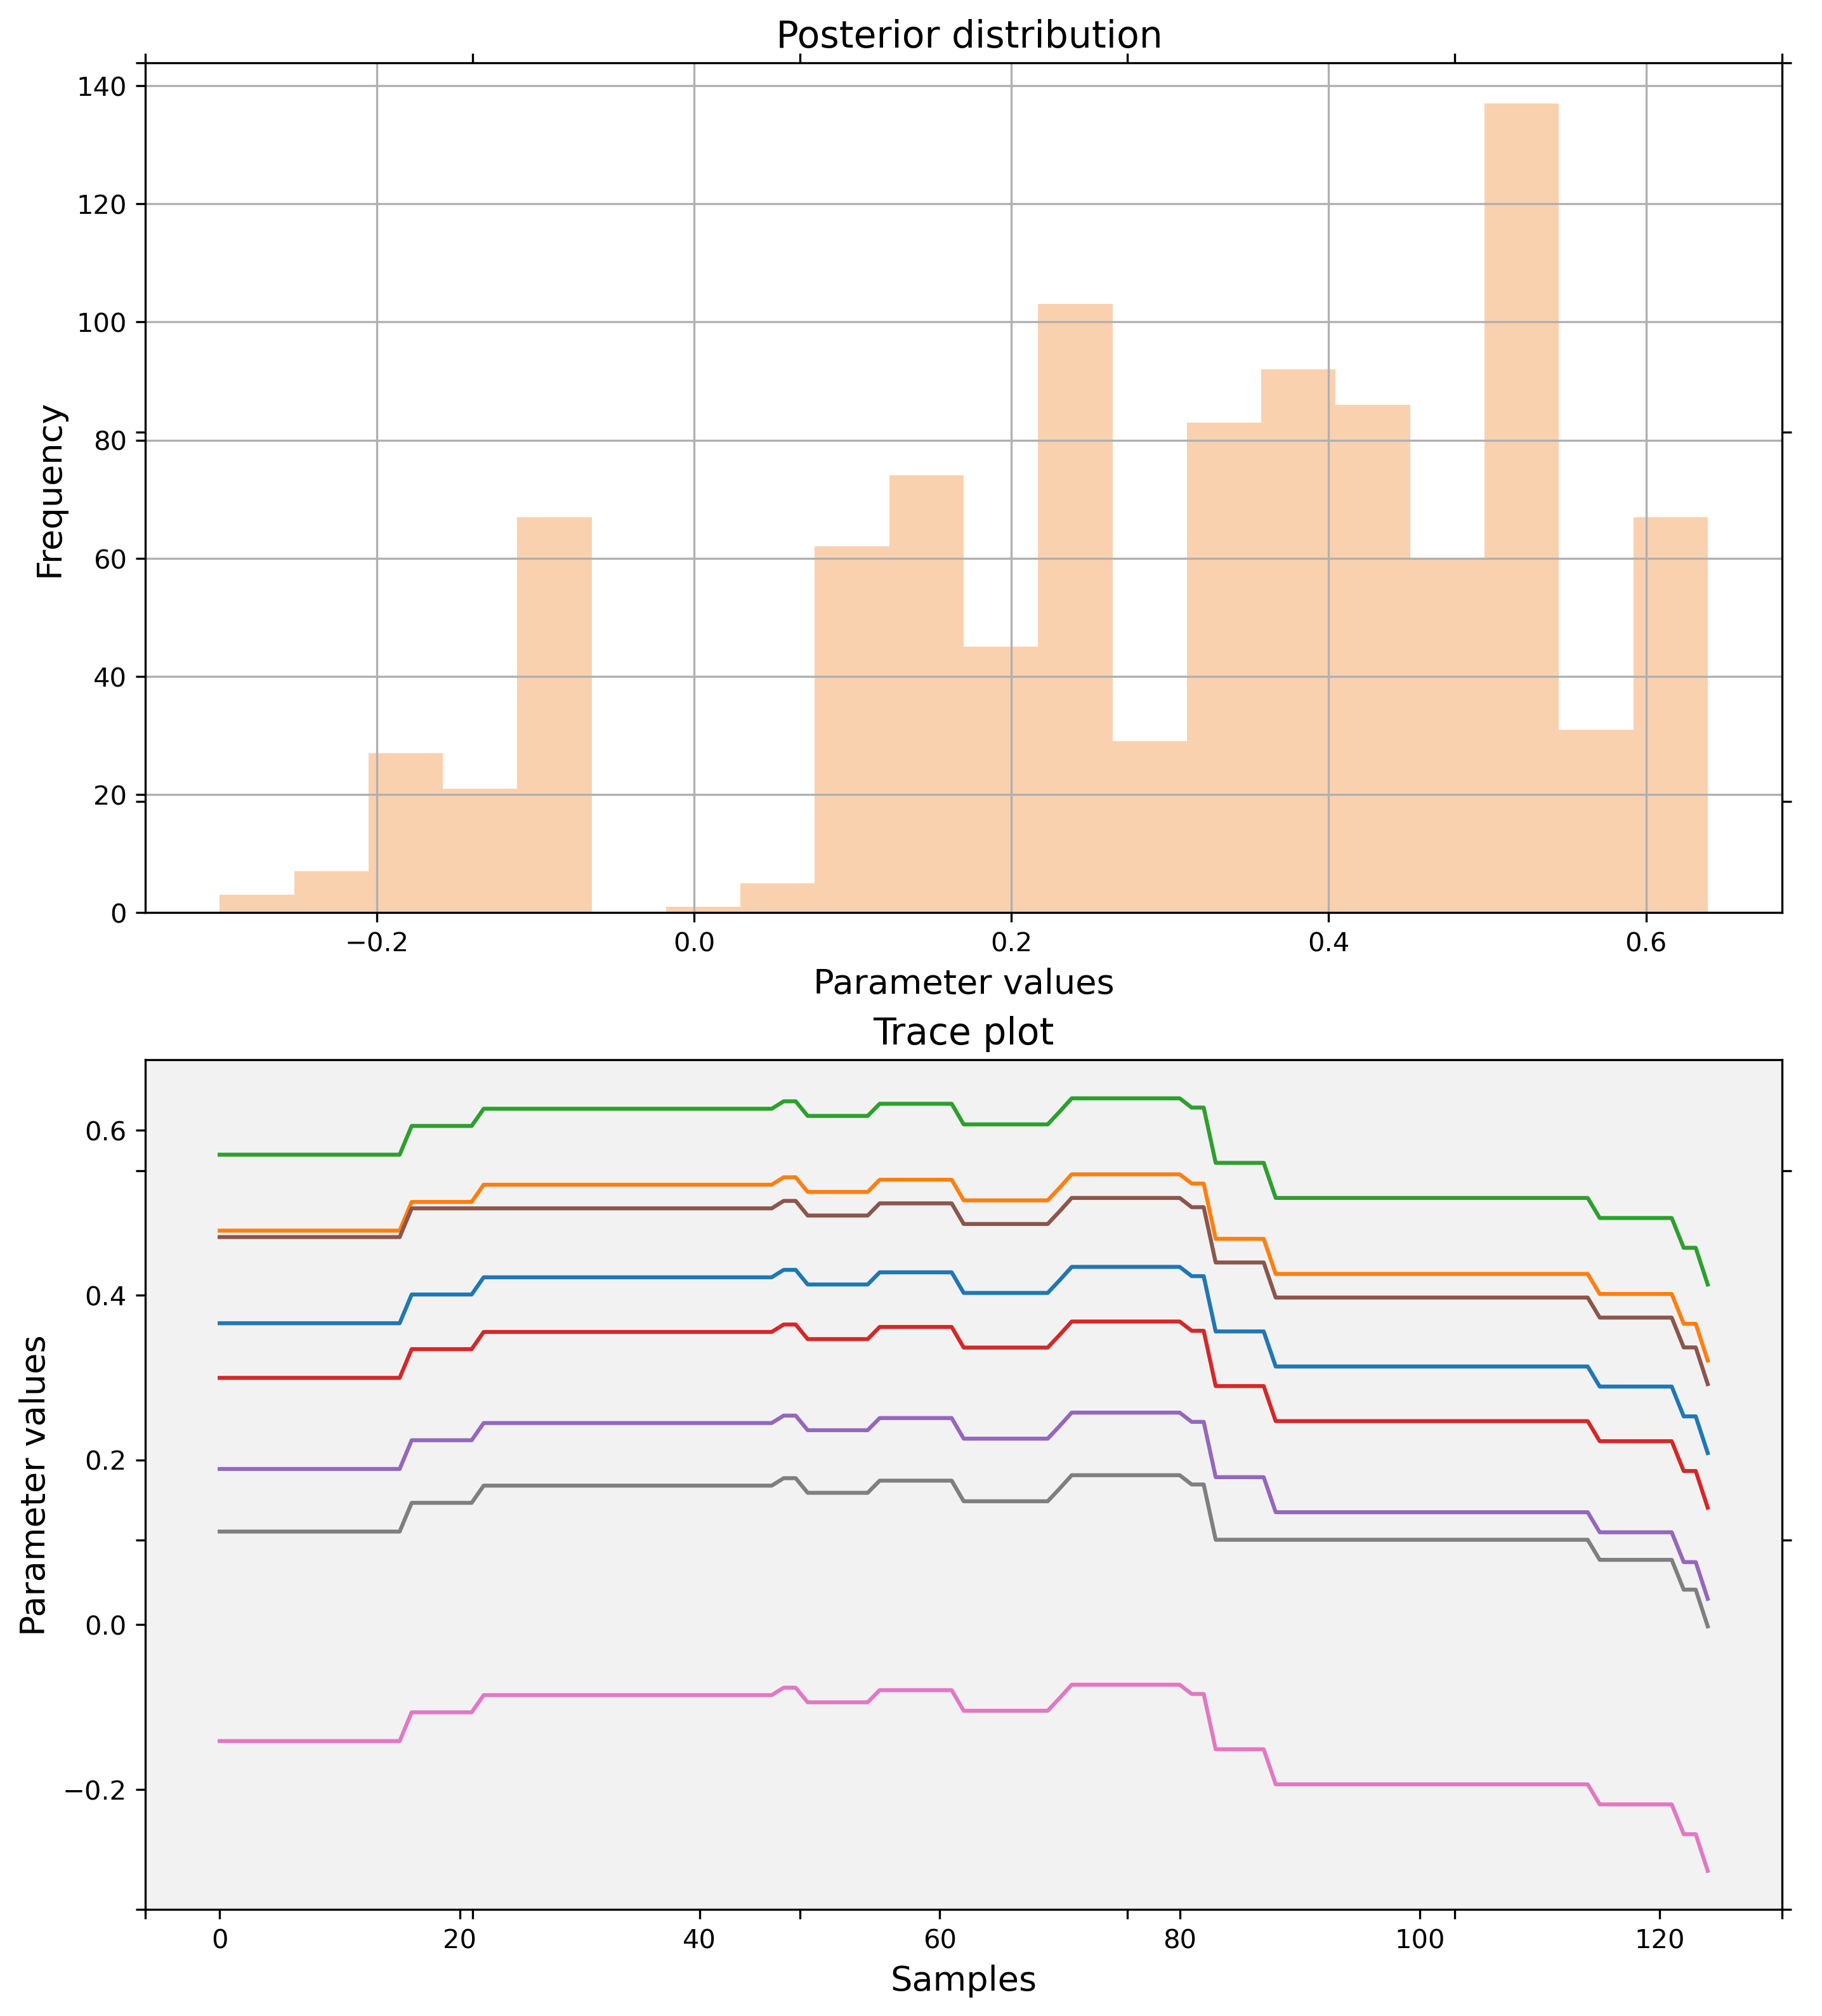 Posterior distribution
140
120
100
80
60
40
20
0
Frequency
−0.2 0.0 0.2 0.4 0.6
Parameter values
Trace plot
0.6
0.4
0.2
0.0
−0.2
Parameter values
0 20 40 60 80 100 120
Samples